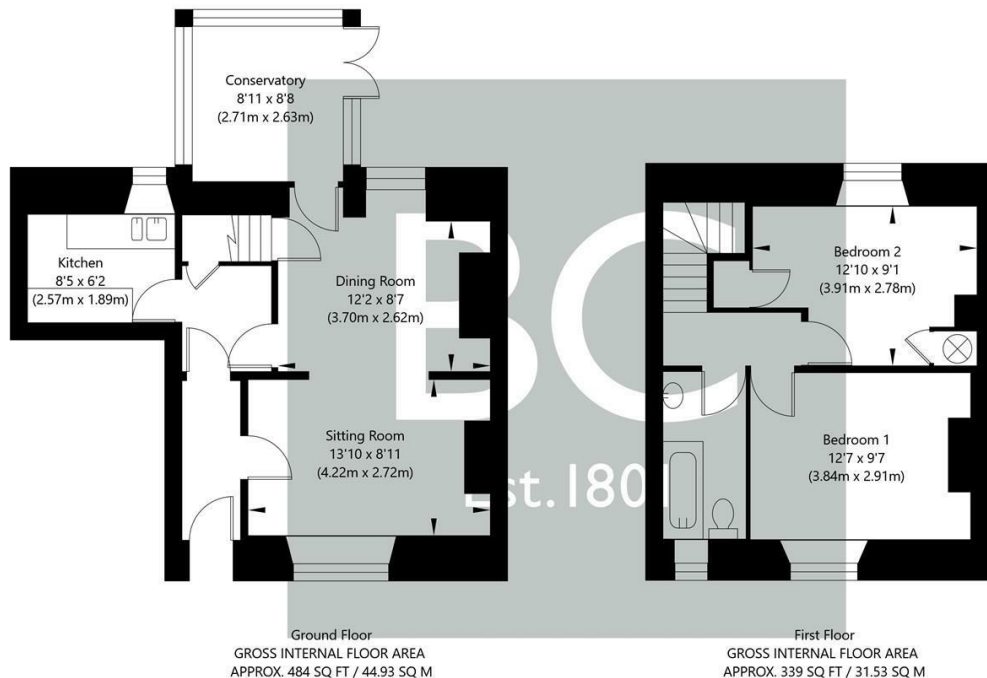 Conservatory
8'11 x 8'8
(2.71m x 2.63m)
Kitchen
8'5 x 6'2
(2.57m x 1.89m)
Dining Room
12'2 x 8'7
(3.70m x 2.62m)
Sitting Room
13'10 x 8'11
(4.22m x 2.72m)
Bedroom 2
12'10 x 9'1
(3.91m x 2.78m)
Bedroom 1
12'7 x 9'7
(3.84m x 2.91m)
BC
Est.1801
Ground Floor
GROSS INTERNAL FLOOR AREA
APPROX. 484 SQ FT / 44.93 SQ M
First Floor
GROSS INTERNAL FLOOR AREA
APPROX. 339 SQ FT / 31.53 SQ M